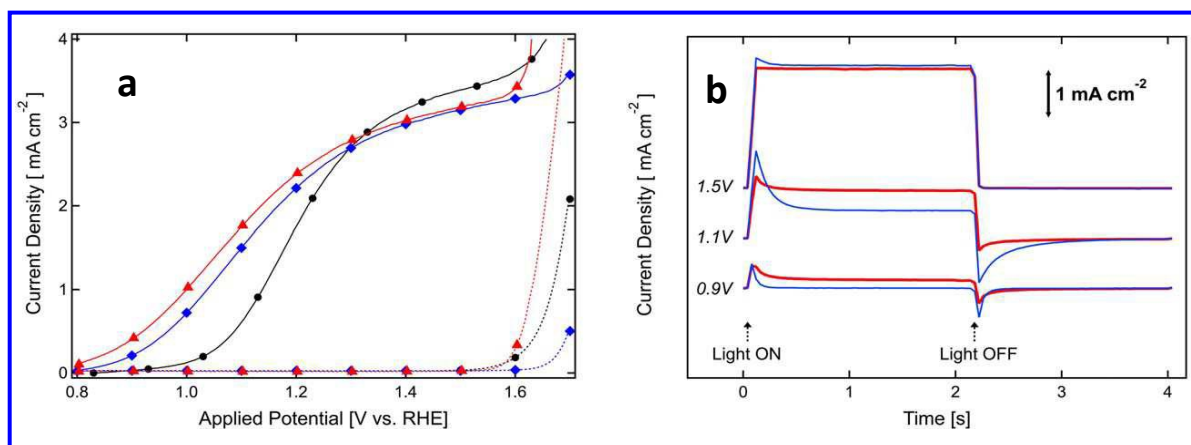 a
Current Density [ mA cm-2 ]
4
3
2
1
0
0.8
1.0
1.2
1.4
1.6
Applied Potential [V vs. RHE]
b
Current Density [ mA cm-2 ]
1 mA cm-2
1.5V
1.1V
0.9V
Light ON
Light OFF
0
1
2
3
4
Time [s]